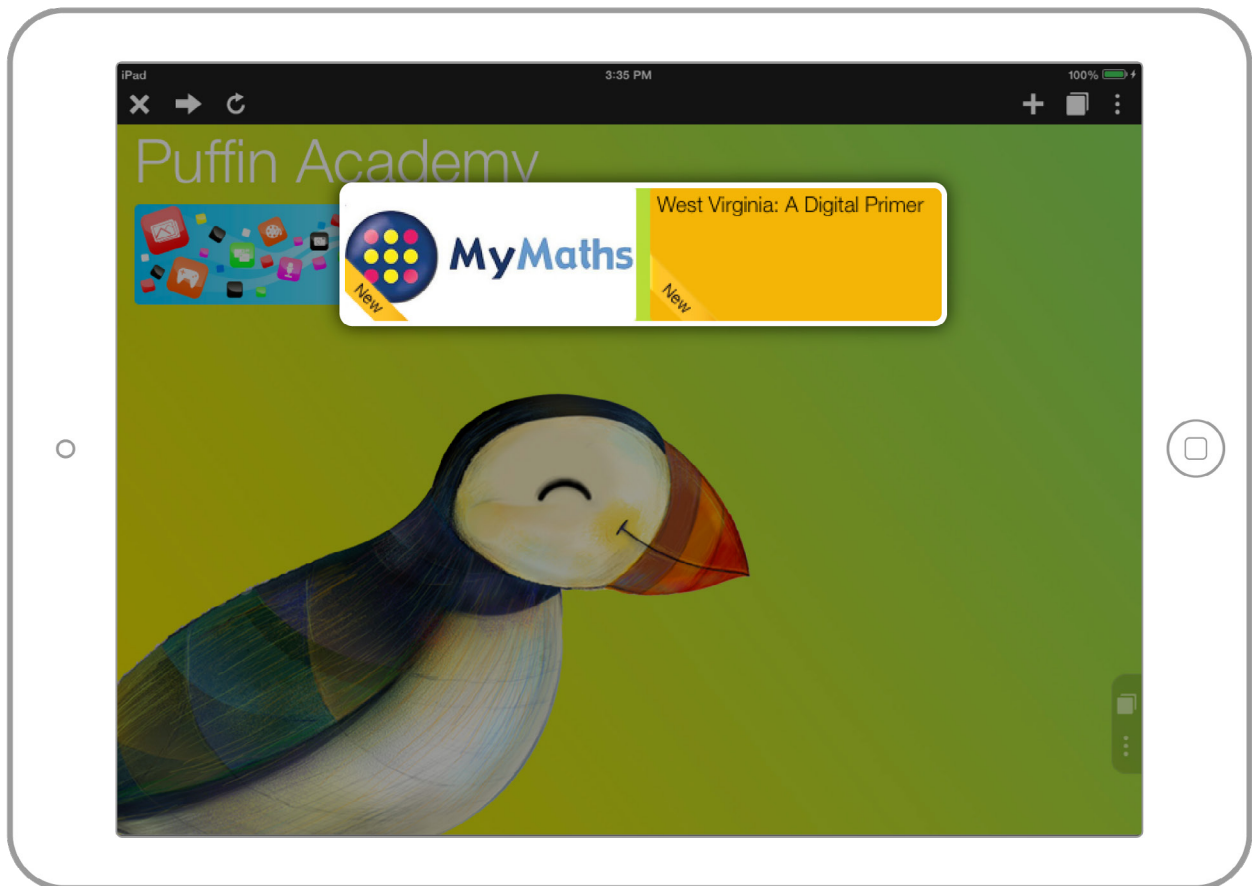 iPad 3:35 PM 100%
Puffin Academy
MyMaths
New
West Virginia: A Digital Primer
New